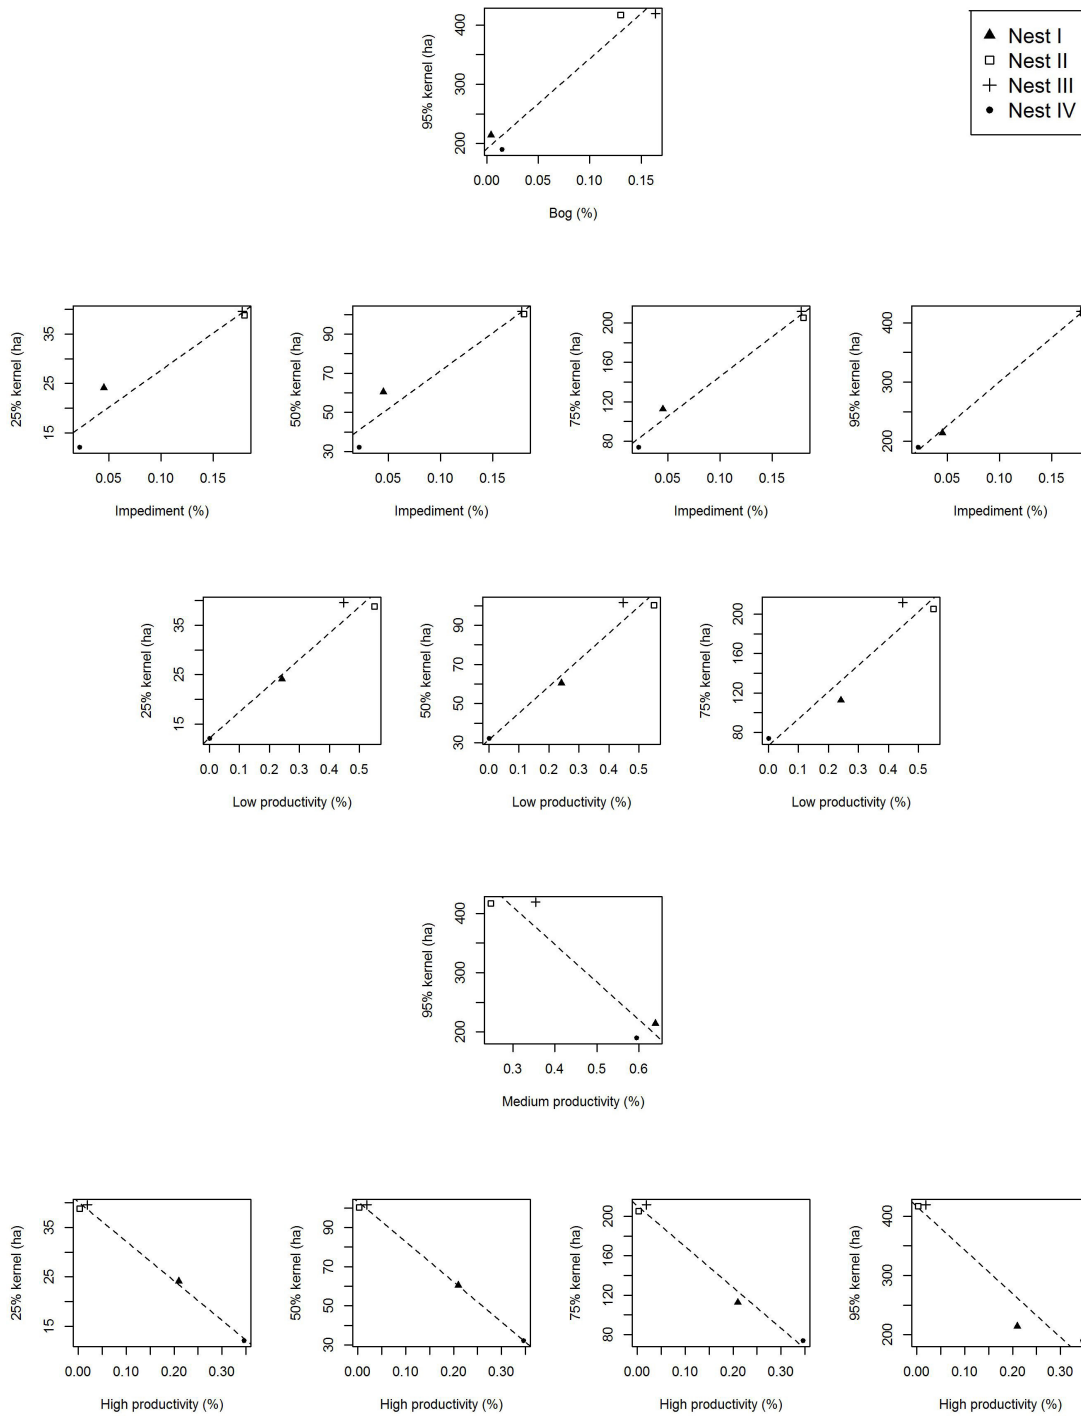 95% kernel (ha)
400
300
200
0.00 0.05 0.10 0.15
Bog (%)
Nest I
Nest II
Nest III
Nest IV
25% kernel (ha)
35
25
15
0.05 0.10 0.15
Impediment (%)
50% kernel (ha)
90
70
50
30
0.05 0.10 0.15
Impediment (%)
75% kernel (ha)
200
160
120
80
0.05 0.10 0.15
Impediment (%)
95% kernel (ha)
400
300
200
0.05 0.10 0.15
Impediment (%)
25% kernel (ha)
35
25
15
0.0 0.1 0.2 0.3 0.4 0.5
Low productivity (%)
50% kernel (ha)
90
70
50
30
0.0 0.1 0.2 0.3 0.4 0.5
Low productivity (%)
75% kernel (ha)
200
160
120
80
0.0 0.1 0.2 0.3 0.4 0.5
Low productivity (%)
95% kernel (ha)
400
300
200
0.3 0.4 0.5 0.6
Medium productivity (%)
25% kernel (ha)
35
25
15
0.00 0.10 0.20 0.30
High productivity (%)
50% kernel (ha)
90
70
50
30
0.00 0.10 0.20 0.30
High productivity (%)
75% kernel (ha)
200
160
120
80
0.00 0.10 0.20 0.30
High productivity (%)
95% kernel (ha)
400
300
200
0.00 0.10 0.20 0.30
High productivity (%)